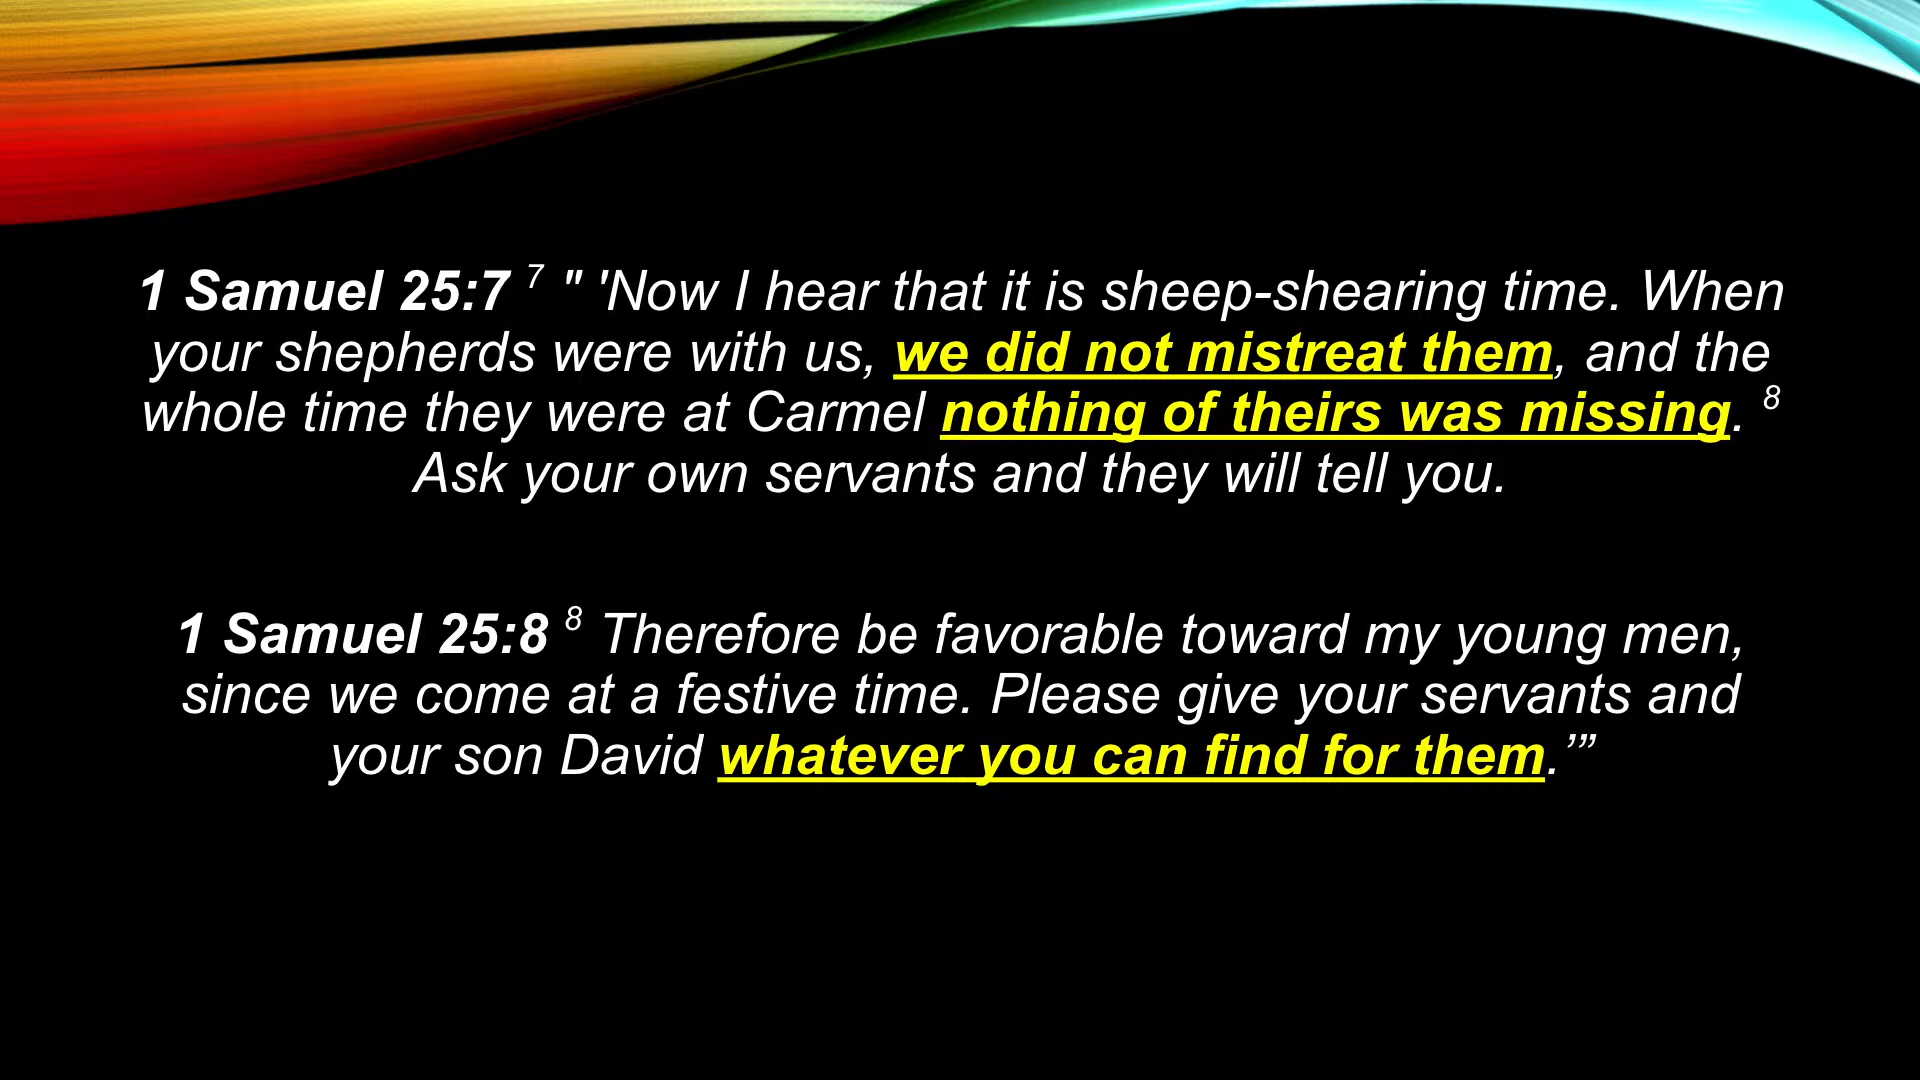 1 Samuel 25:7 7 " 'Now I hear that it is sheep-shearing time. When
your shepherds were with us, we did not mistreat them, and the
whole time they were at Carmel nothing of theirs was missing. 8
Ask your own servants and they will tell you.
1 Samuel 25:8 8 Therefore be favorable toward my young men,
since we come at a festive time. Please give your servants and
your son David whatever you can find for them.’”